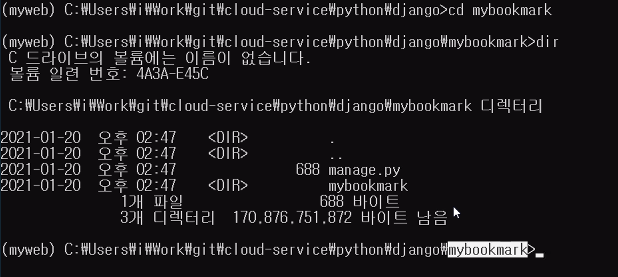 (myweb) C:₩Users₩i₩Work₩git₩cloud-service₩python₩django>cd mybookmark
(myweb) C:₩Users₩i₩Work₩git₩cloud-service₩python₩django₩mybookmark>dir
C 드라이브의 볼륨에는 이름이 없습니다.
볼륨 일련 번호: 4A3A-E45C
C:₩Users₩i₩Work₩git₩cloud-service₩python₩django₩mybookmark 디렉터리
2021-01-20 오후 02:47 <DIR> .
2021-01-20 오후 02:47 <DIR> ..
2021-01-20 오후 02:47 688 manage.py
2021-01-20 오후 02:47 <DIR> mybookmark
1개 파일 688 바이트
3개 디렉터리 170,876,751,872 바이트 남음
(myweb) C:₩Users₩i₩Work₩git₩cloud-service₩python₩django₩mybookmark>_